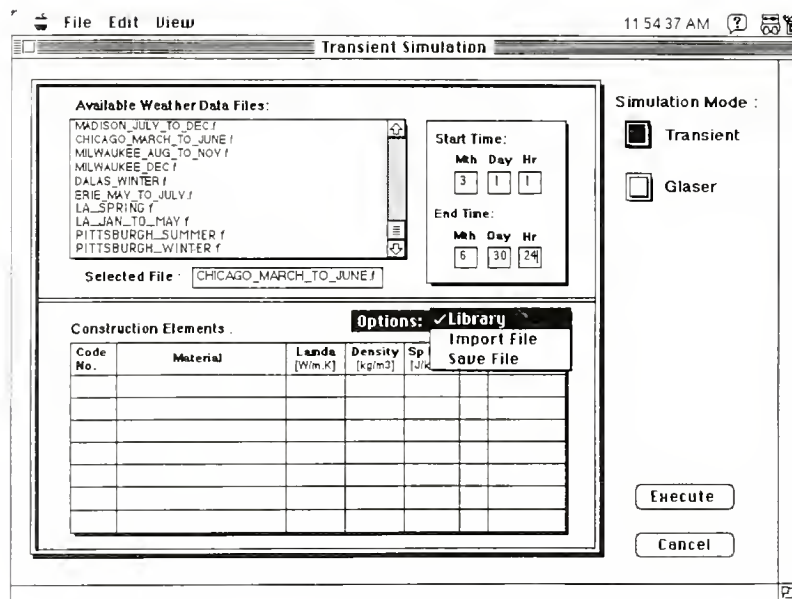 File Edit View 11 54 37 AM
Transient Simulation
Available Weather Data Files:
MADISON_JULY_TO_DEC.f
CHICAGO_MARCH_TO_JUNE f
MILWAUKEE_AUG_TO_NOV f
MILWAUKEE_DEC f
DALAS_WINTER f
ERIE_MAY_TO_JULY.f
LA_SPRING f
LA_JAN_TO_MAY f
PITTSBURGH_SUMMER f
PITTSBURGH_WINTER f
Selected File : CHICAGO_MARCH_TO_JUNE.f
Start Time:
Mth Day Hr
3 1 1
End Time:
Mth Day Hr
6 30 24
Simulation Mode :
Transient
Glaser
Construction Elements .
Options: ✓Library
Import File
Save File
Code No. Material Landa [W/m.K] Density [kg/m3] Sp
Execute
Cancel